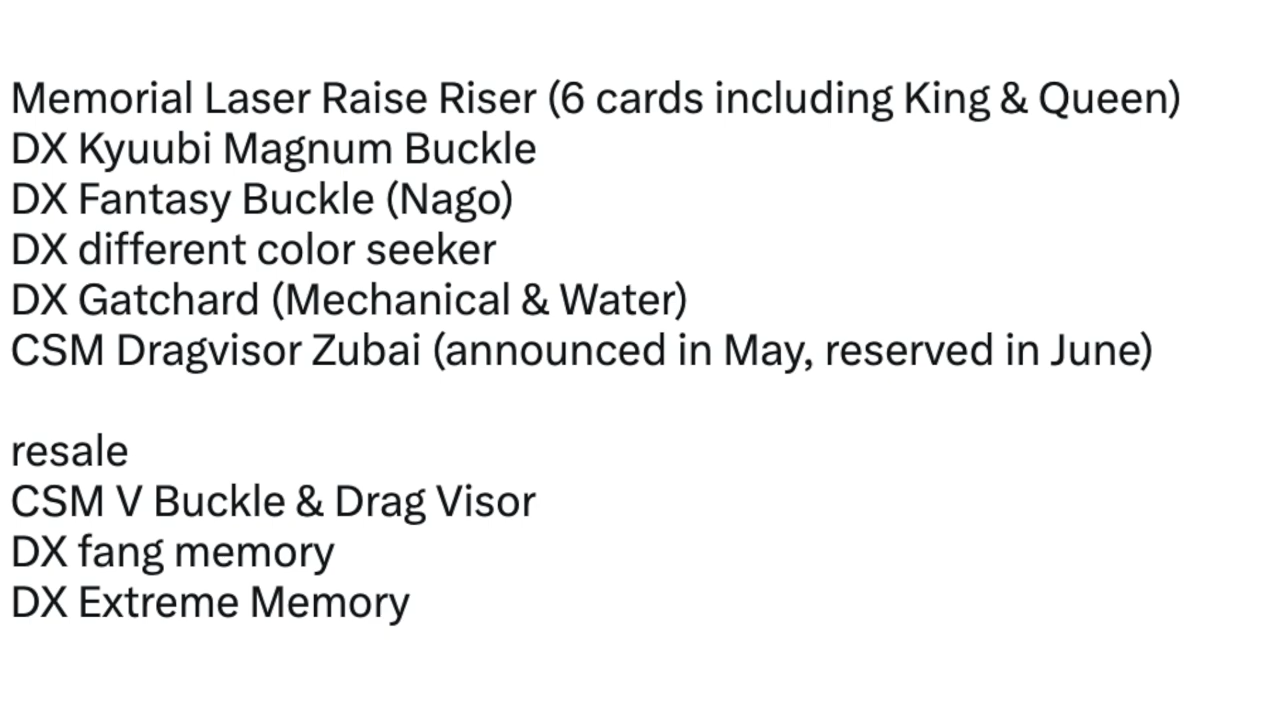 Memorial Laser Raise Riser (6 cards including King & Queen)
DX Kyuubi Magnum Buckle
DX Fantasy Buckle (Nago)
DX different color seeker
DX Gatchard (Mechanical & Water)
CSM Dragvisor Zubai (announced in May, reserved in June)
resale
CSM V Buckle & Drag Visor
DX fang memory
DX Extreme Memory